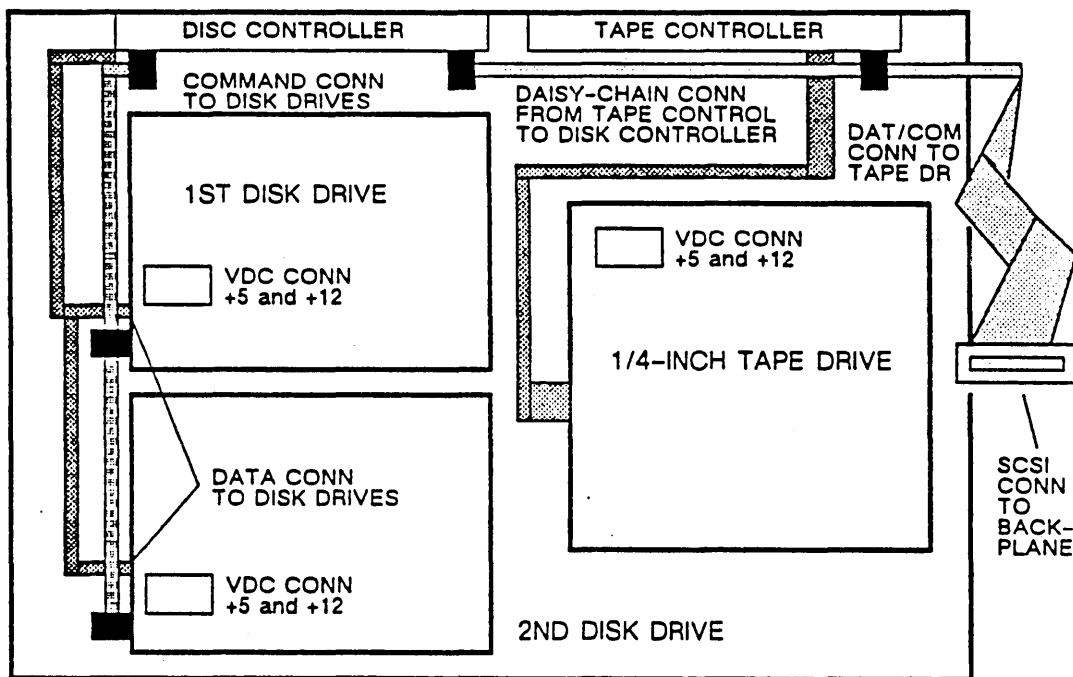 DISC CONTROLLER
TAPE CONTROLLER
COMMAND CONN
TO DISK DRIVES
DAISY-CHAIN CONN
FROM TAPE CONTROL
TO DISK CONTROLLER
DAT/COM
CONN TO
TAPE DR
1ST DISK DRIVE
VDC CONN
+5 and +12
VDC CONN
+5 and +12
1/4-INCH TAPE DRIVE
DATA CONN
TO DISK DRIVES
SCSI
CONN
TO
BACK-
PLANE
VDC CONN
+5 and +12
2ND DISK DRIVE